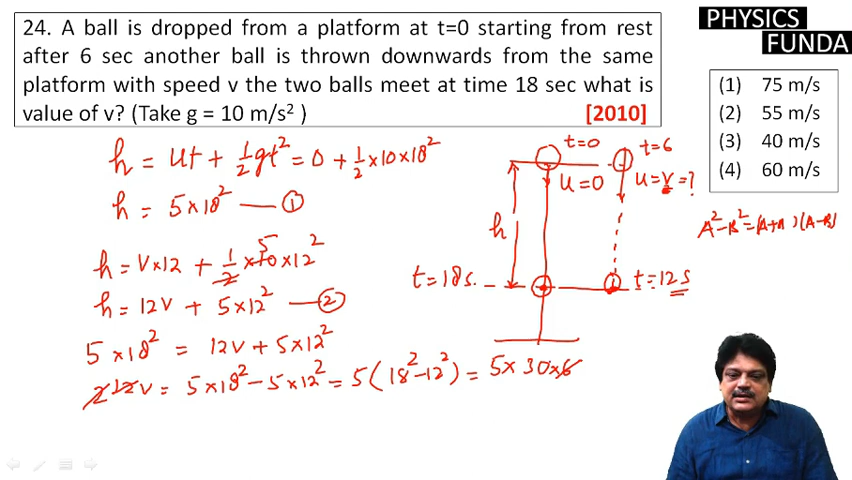 PHYSICS
FUNDA
24. A ball is dropped from a platform at t=0 starting from rest
after 6 sec another ball is thrown downwards from the same
platform with speed v the two balls meet at time 18 sec what is
value of v? (Take g = 10 m/s² ) [2010]
(1) 75 m/s
(2) 55 m/s
(3) 40 m/s
(4) 60 m/s
h = ut + 1/2 gt² = 0 + 1/2 × 10 × 18²
h = 5×18² — ①
h = V×12 + 1/2 × 10 5 × 12²
h = 12V + 5×12² — ②
5×18² = 12V + 5×12²
2 12V = 5×18² − 5×12² = 5(18² − 12²) = 5×30×6
t=0
t=6
u=0
u=v=?
h
t=18s.
t=12s
A² − B² = (A+B)(A−B)